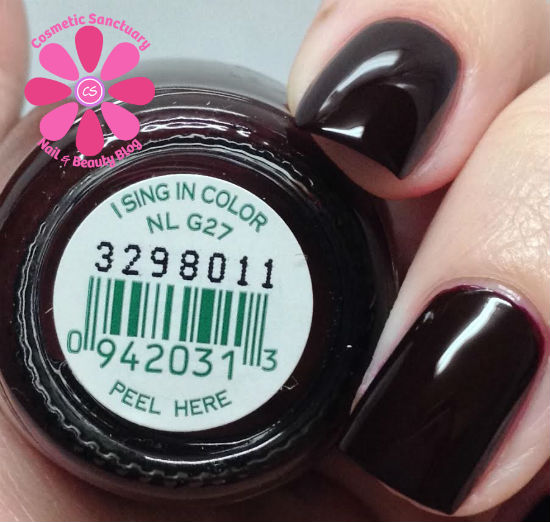 Cosmetic Sanctuary
CS
Nail & Beauty Blog
I SING IN COLOR
NL G27
3298011
0 942031 3
PEEL HERE